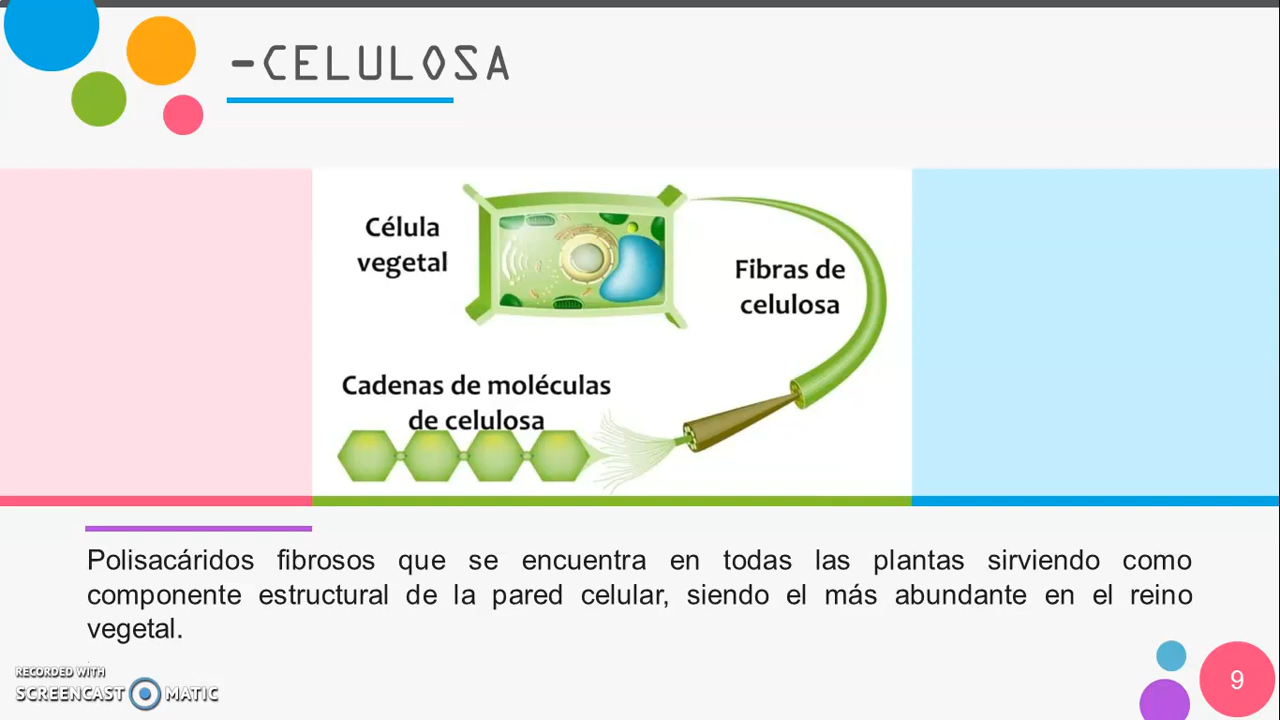 -CELULOSA
Célula
vegetal
Fibras de
celulosa
Cadenas de moléculas
de celulosa
Polisacáridos fibrosos que se encuentra en todas las plantas sirviendo como
componente estructural de la pared celular, siendo el más abundante en el reino
vegetal.
RECORDED WITH
SCREENCAST MATIC
9